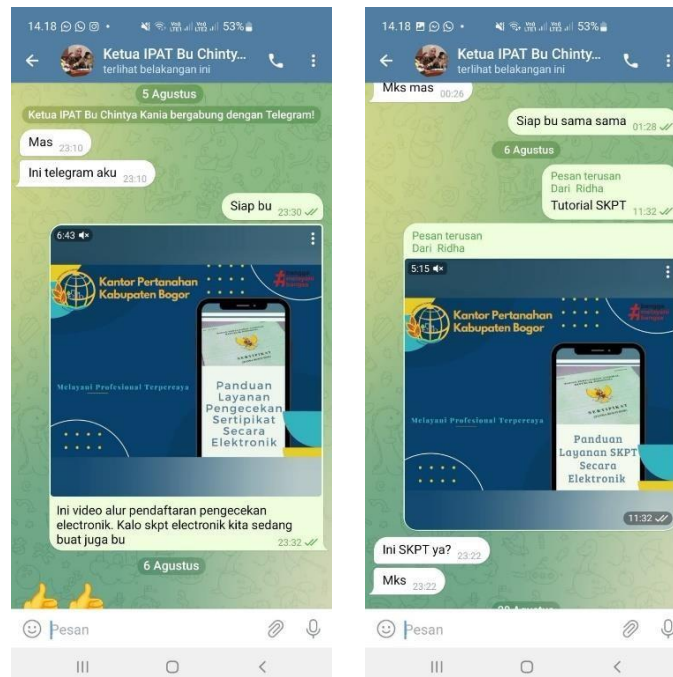 14.18
53%
Ketua IPAT Bu Chinty...
terlihat belakangan ini
5 Agustus
Ketua IPAT Bu Chintya Kania bergabung dengan Telegram!
Mas 23:10
Ini telegram aku 23:10
Siap bu 23:30
6:43
Kantor Pertanahan
Kabupaten Bogor
Melayani Profesional Terpercaya
Panduan
Layanan
Pengecekan
Sertipikat
Secara
Elektronik
Ini video alur pendaftaran pengecekan
electronik. Kalo skpt electronik kita sedang
buat juga bu 23:32
6 Agustus
Pesan
14.18
53%
Ketua IPAT Bu Chinty...
terlihat belakangan ini
Mks mas 00:26
Siap bu sama sama 01:28
6 Agustus
Pesan terusan
Dari Ridha
Tutorial SKPT 11:32
Pesan terusan
Dari Ridha
5:15
Kantor Pertanahan
Kabupaten Bogor
Melayani Profesional Terpercaya
Panduan
Layanan SKPT
Secara
Elektronik
11:32
Ini SKPT ya? 23:22
Mks 23:22
Pesan